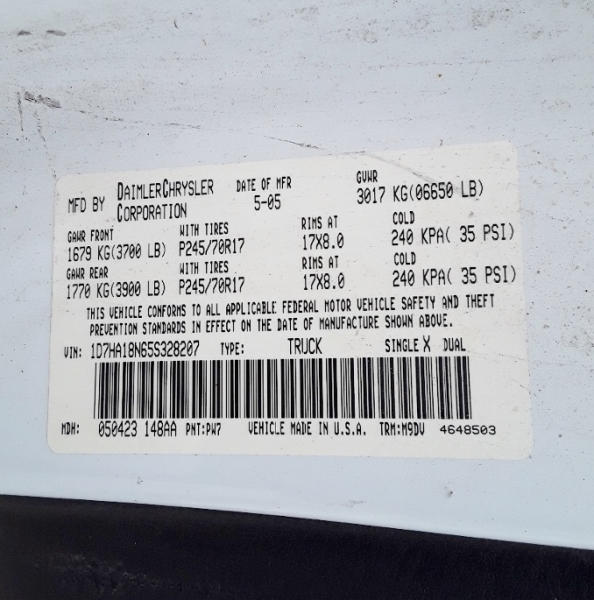 MFD BY DAIMLERCHRYSLER CORPORATION DATE OF MFR 5-05 GVWR 3017 KG(06650 LB)
GAWR FRONT WITH TIRES RIMS AT COLD
1679 KG(3700 LB) P245/70R17 17X8.0 240 KPA( 35 PSI)
GAWR REAR WITH TIRES RIMS AT COLD
1770 KG(3900 LB) P245/70R17 17X8.0 240 KPA( 35 PSI)
THIS VEHICLE CONFORMS TO ALL APPLICABLE FEDERAL MOTOR VEHICLE SAFETY AND THEFT
PREVENTION STANDARDS IN EFFECT ON THE DATE OF MANUFACTURE SHOWN ABOVE.
VIN: 1D7HA18N65S328207 TYPE: TRUCK SINGLE X DUAL
MDH: 050423 148AA PNT:PW7 VEHICLE MADE IN U.S.A. TRM:M9DV 4648503